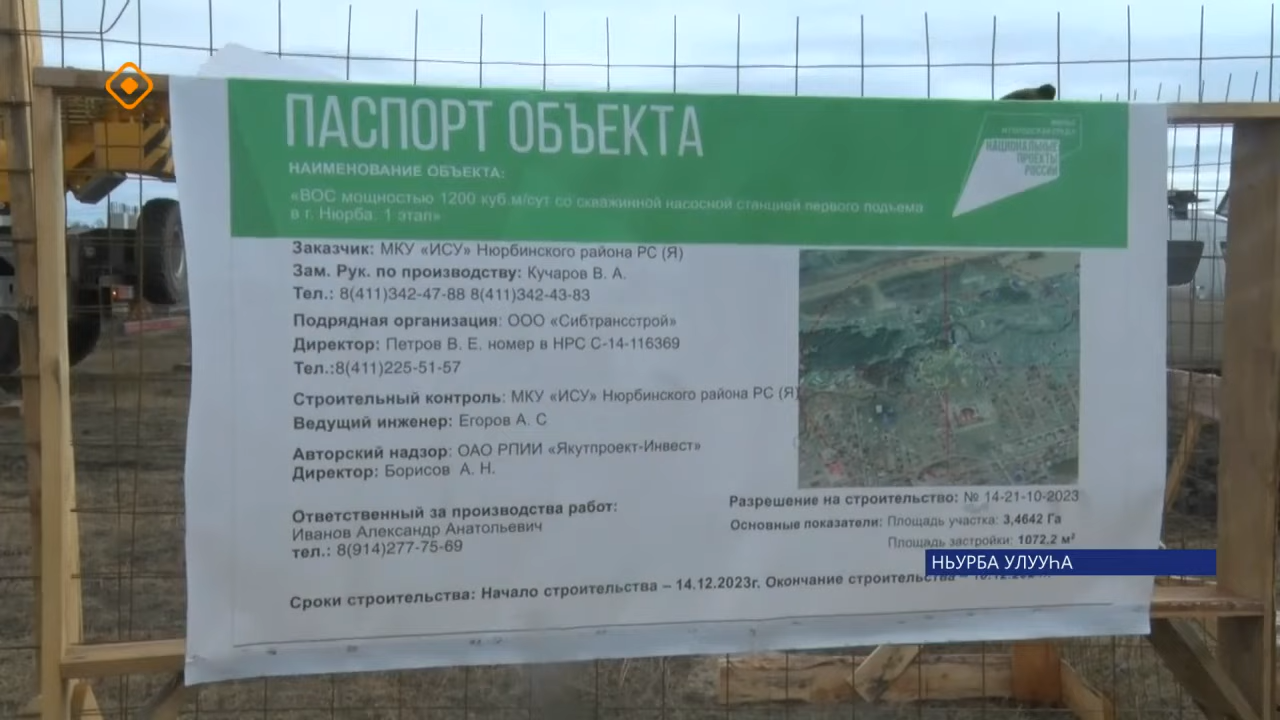 ПАСПОРТ ОБЪЕКТА
НАИМЕНОВАНИЕ ОБЪЕКТА:
«ВОС мощностью 1200 куб.м/сут со скважинной насосной станцией первого подъема
в г. Нюрба. 1 этап»
НАЦИОНАЛЬНЫЕ
ПРОЕКТЫ
РОССИИ
Заказчик: МКУ «ИСУ» Нюрбинского района РС (Я)
Зам. Рук. по производству: Кучаров В. А.
Тел.: 8(411)342-47-88 8(411)342-43-83
Подрядная организация: ООО «Сибтрансстрой»
Директор: Петров В. Е. номер в НРС С-14-116369
Тел.:8(411)225-51-57
Строительный контроль: МКУ «ИСУ» Нюрбинского района РС (Я)
Ведущий инженер: Егоров А. С
Авторский надзор: ОАО РПИИ «Якутпроект-Инвест»
Директор: Борисов А. Н.
Ответственный за производства работ:
Иванов Александр Анатольевич
тел.: 8(914)277-75-69
Разрешение на строительство: № 14-21-10-2023
Основные показатели: Площадь участка: 3,4642 Га
Площадь застройки: 1072,2 м²
НЬУРБА УЛУУҺА
Сроки строительства: Начало строительства – 14.12.2023г. Окончание строительства –